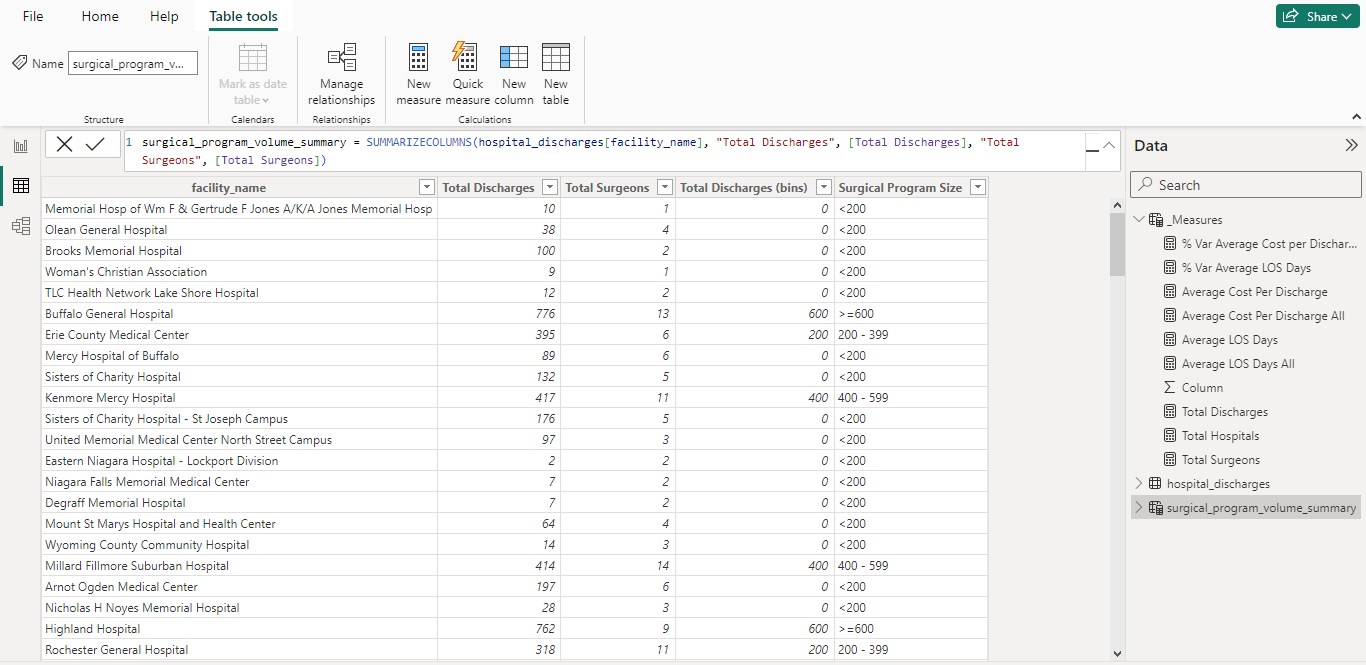 File Home Help Table tools Share
Name surgical_program_v...
Mark as date table
Manage relationships
New measure
Quick measure
New column
New table
Structure Calendars Relationships Calculations
1 surgical_program_volume_summary = SUMMARIZECOLUMNS(hospital_discharges[facility_name], "Total Discharges", [Total Discharges], "Total
Surgeons", [Total Surgeons])
facility_name Total Discharges Total Surgeons Total Discharges (bins) Surgical Program Size
Memorial Hosp of Wm F & Gertrude F Jones A/K/A Jones Memorial Hosp 10 1 0 <200
Olean General Hospital 38 4 0 <200
Brooks Memorial Hospital 100 2 0 <200
Woman's Christian Association 9 1 0 <200
TLC Health Network Lake Shore Hospital 12 2 0 <200
Buffalo General Hospital 776 13 600 >=600
Erie County Medical Center 395 6 200 200 - 399
Mercy Hospital of Buffalo 89 6 0 <200
Sisters of Charity Hospital 132 5 0 <200
Kenmore Mercy Hospital 417 11 400 400 - 599
Sisters of Charity Hospital - St Joseph Campus 176 5 0 <200
United Memorial Medical Center North Street Campus 97 3 0 <200
Eastern Niagara Hospital - Lockport Division 2 2 0 <200
Niagara Falls Memorial Medical Center 7 2 0 <200
Degraff Memorial Hospital 7 2 0 <200
Mount St Marys Hospital and Health Center 64 4 0 <200
Wyoming County Community Hospital 14 3 0 <200
Millard Fillmore Suburban Hospital 414 14 400 400 - 599
Arnot Ogden Medical Center 197 6 0 <200
Nicholas H Noyes Memorial Hospital 28 3 0 <200
Highland Hospital 762 9 600 >=600
Rochester General Hospital 318 11 200 200 - 399
Data
Search
_Measures
% Var Average Cost per Dischar...
% Var Average LOS Days
Average Cost Per Discharge
Average Cost Per Discharge All
Average LOS Days
Average LOS Days All
Column
Total Discharges
Total Hospitals
Total Surgeons
hospital_discharges
surgical_program_volume_summary